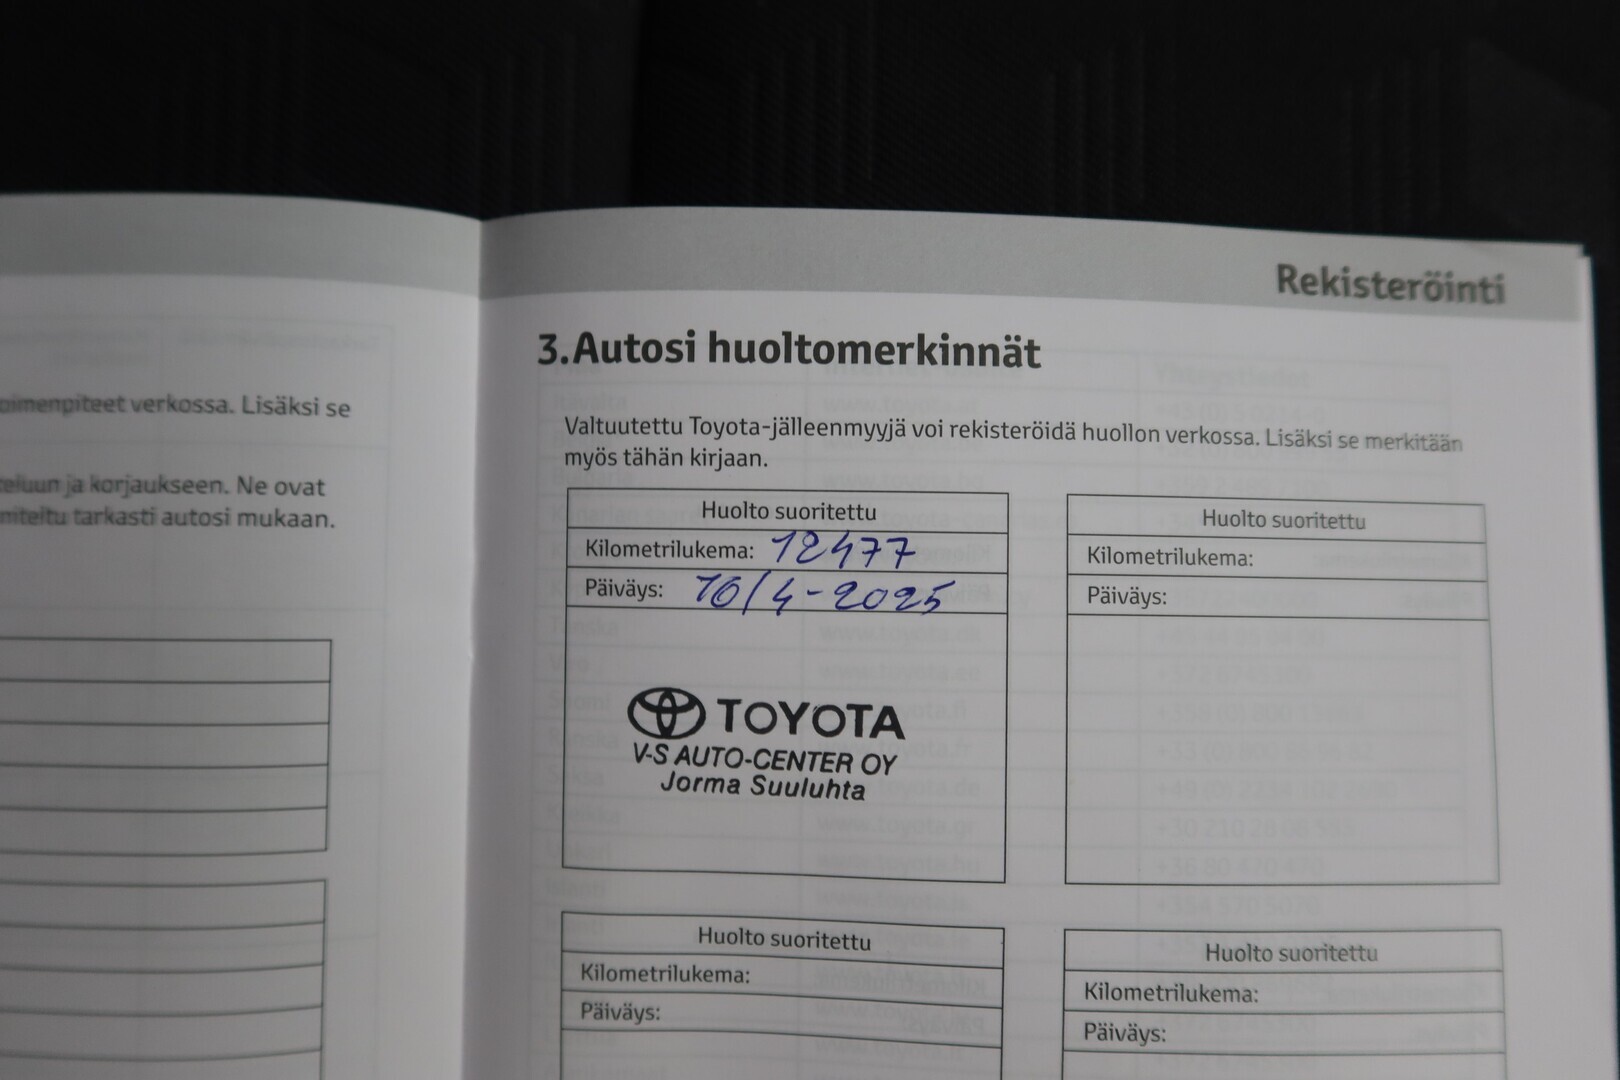 verkossa. Lisäksi se
ja korjaukseen. Ne ovat
tarkasti autosi mukaan.
Rekisteröinti
3.Autosi huoltomerkinnät
Valtuutettu Toyota-jälleenmyyjä voi rekisteröidä huollon verkossa. Lisäksi se merkitään
myös tähän kirjaan.
Huolto suoritettu
Kilometrilukema: 12477
Päiväys: 10/4-2025
TOYOTA
V-S AUTO-CENTER OY
Jorma Suuluhta
Huolto suoritettu
Kilometrilukema:
Päiväys:
Huolto suoritettu
Kilometrilukema:
Päiväys:
Huolto suoritettu
Kilometrilukema:
Päiväys: